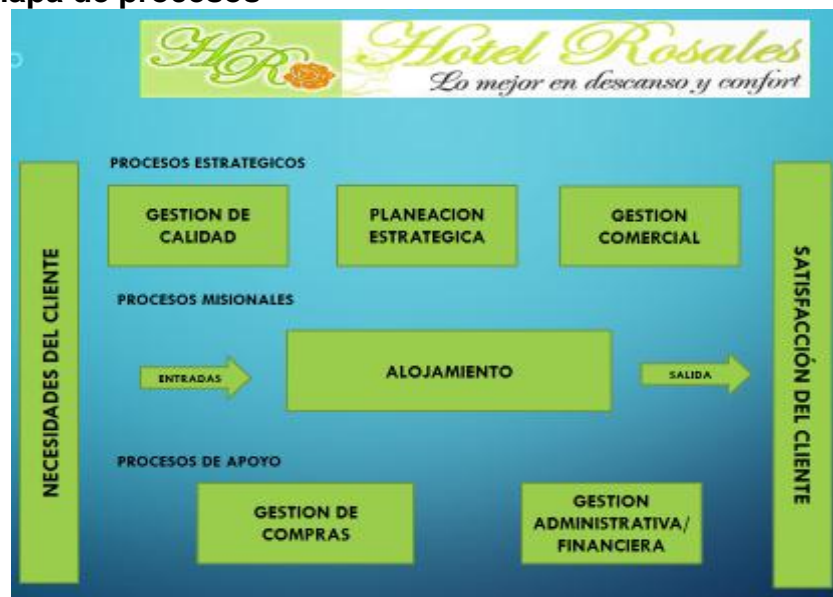 Mapa de procesos
HR
Hotel Rosales
Lo mejor en descanso y confort
PROCESOS ESTRATEGICOS
GESTION DE
CALIDAD
PLANEACION
ESTRATEGICA
GESTION
COMERCIAL
NECESIDADES DEL CLIENTE
PROCESOS MISIONALES
ENTRADAS
ALOJAMIENTO
SALIDA
SATISFACCIÓN DEL CLIENTE
PROCESOS DE APOYO
GESTION DE
COMPRAS
GESTION
ADMINISTRATIVA/
FINANCIERA